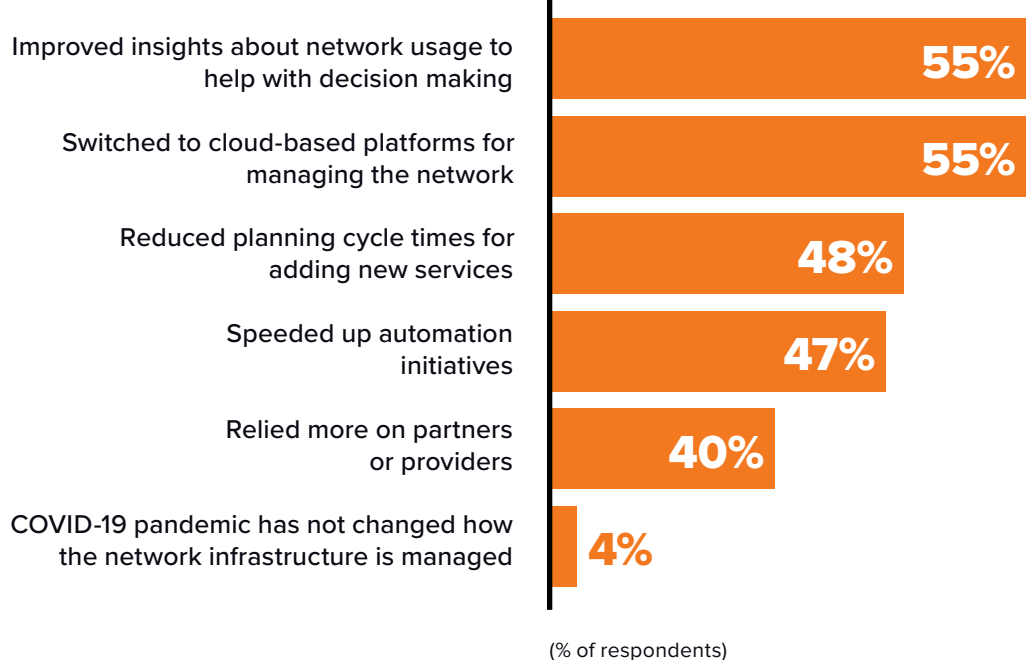 Improved insights about network usage to
help with decision making
55%
Switched to cloud-based platforms for
managing the network
55%
Reduced planning cycle times for
adding new services
48%
Speeded up automation
initiatives
47%
Relied more on partners
or providers
40%
COVID-19 pandemic has not changed how
the network infrastructure is managed
4%
(% of respondents)